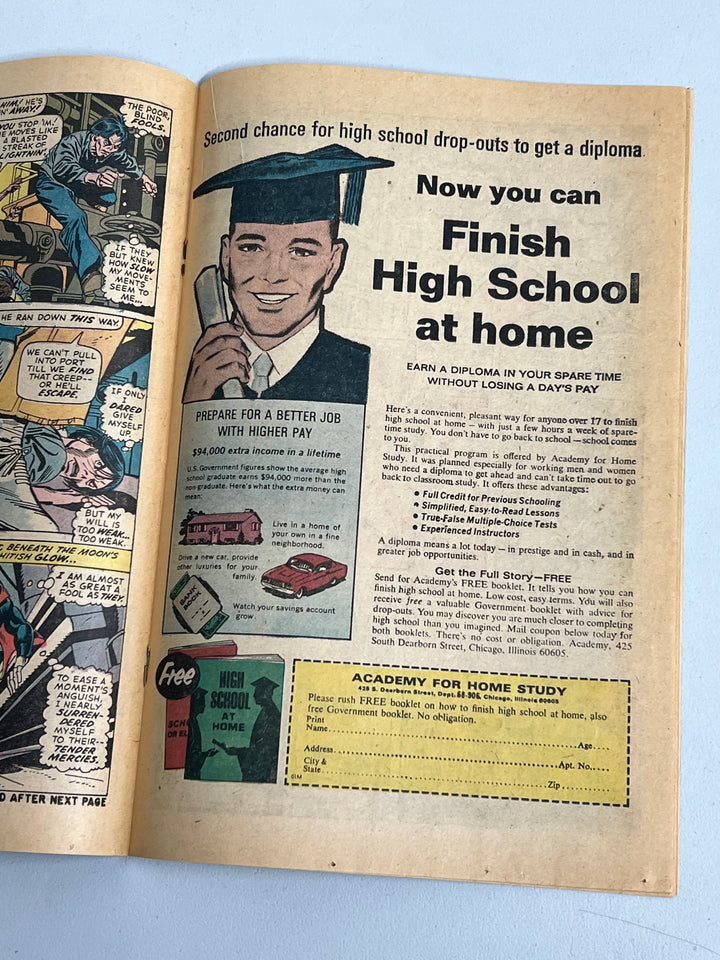 HIM! HE'S
AWAY!
YOU STOP 'IM!
HE MOVES LIKE
A BLASTED
STREAK OF
LIGHTNIN'.
THE POOR,
BLIND
FOOLS.
IF THEY
BUT KNEW
HOW SLOW
MY MOVE-
MENTS
SEEM TO
ME...
HE RAN DOWN THIS WAY.
WE CAN'T PULL
INTO PORT
TILL WE FIND
THAT CREEP--
OR HE'LL
ESCAPE.
IF ONLY
I DARED
GIVE
MYSELF
UP.
BUT MY
WILL IS
TOO WEAK...
TOO WEAK.
BENEATH THE MOON'S
WHITISH GLOW...
I AM ALMOST
AS GREAT A
FOOL AS THEY.
TO EASE A
MOMENT'S
ANGUISH,
I NEARLY
SURREN-
DERED
MYSELF
TO THEIR--
TENDER
MERCIES.
AFTER NEXT PAGE
Second chance for high school drop-outs to get a diploma.
Now you can
Finish
High School
at home
EARN A DIPLOMA IN YOUR SPARE TIME
WITHOUT LOSING A DAY'S PAY
PREPARE FOR A BETTER JOB
WITH HIGHER PAY
$94,000 extra income in a lifetime
U.S. Government figures show the average high
school graduate earns $94,000 more than the
non-graduate. Here's what the extra money can
mean:
Live in a home of
your own in a fine
neighborhood.
Drive a new car, provide
other luxuries for your
family.
BANK
BOOK
Watch your savings account
grow.
Here's a convenient, pleasant way for anyone over 17 to finish
high school at home – with just a few hours a week of spare-
time study. You don't have to go back to school – school comes
to you.
This practical program is offered by Academy for Home
Study. It was planned especially for working men and women
who need a diploma to get ahead and can't take time out to go
back to classroom study. It offers these advantages:
• Full Credit for Previous Schooling
• Simplified, Easy-to-Read Lessons
• True-False Multiple-Choice Tests
• Experienced Instructors
A diploma means a lot today – in prestige and in cash, and in
greater job opportunities.
Get the Full Story—FREE
Send for Academy's FREE booklet. It tells you how you can
finish high school at home. Low cost, easy terms. You will also
receive free a valuable Government booklet with advice for
drop-outs. You may discover you are much closer to completing
high school than you imagined. Mail coupon below today for
both booklets. There's no cost or obligation. Academy, 425
South Dearborn Street, Chicago, Illinois 60605.
Free
HIGH
SCHOOL
AT
HOME
ACADEMY FOR HOME STUDY
425 S. Dearborn Street, Dept. 58-906, Chicago, Illinois 60605
Please rush FREE booklet on how to finish high school at home, also
free Government booklet. No obligation.
Print
Name..........Age....
Address..........Apt. No.....
City &
State..........Zip..........
01M